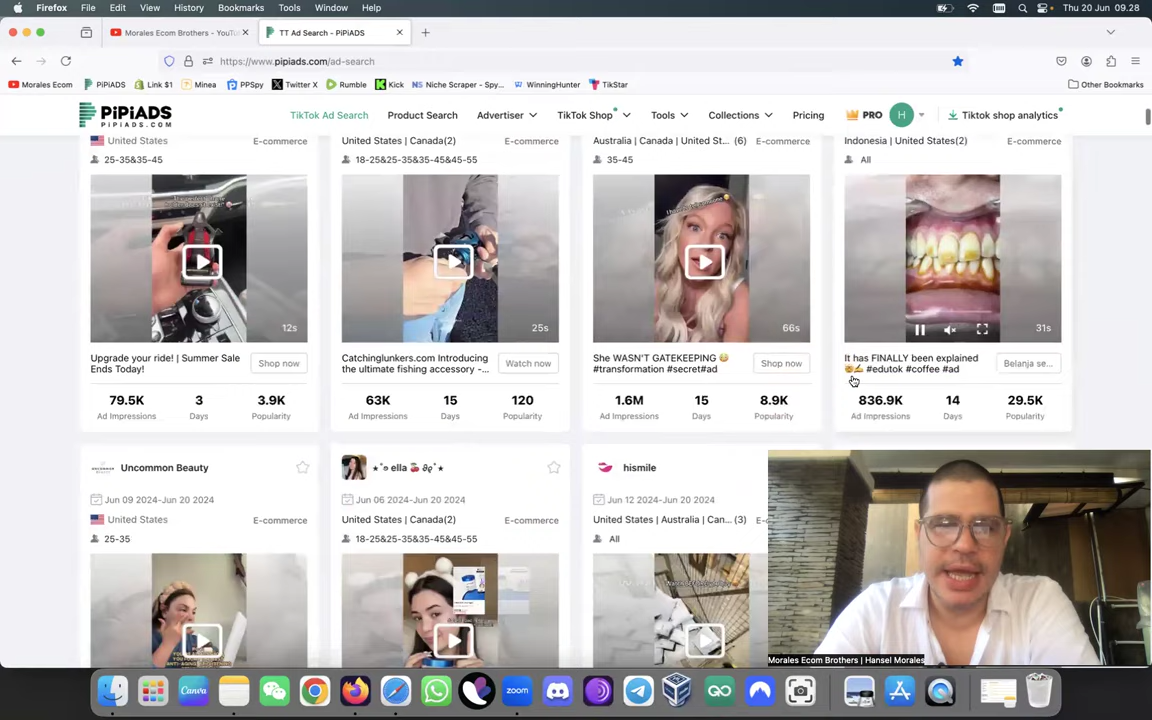 Firefox File Edit View History Bookmarks Tools Window Help Thu 20 Jun 09.28
Morales Ecom Brothers - YouTu
TT Ad Search - PiPiADS
https://www.pipiads.com/ad-search
Morales Ecom PiPiADS Link $1 Minea PPSpy Twitter X Rumble Kick Niche Scraper - Spy... WinningHunter TikStar Other Bookmarks
PiPiADS
PIPIADS.COM
TikTok Ad Search Product Search Advertiser TikTok Shop Tools Collections Pricing PRO H Tiktok shop analytics
United States E-commerce
United States | Canada(2) E-commerce
Australia | Canada | United St... (6) E-commerce
Indonesia | United States(2) E-commerce
25-35&35-45
18-25&25-35&35-45&45-55
35-45
All
12s
25s
66s
31s
Upgrade your ride! | Summer Sale
Ends Today!
Shop now
Catchinglunkers.com Introducing
the ultimate fishing accessory -...
Watch now
She WASN'T GATEKEEPING 😳
#transformation #secret#ad
Shop now
It has FINALLY been explained
🤯✍️ #edutok #coffee #ad
Belanja se...
79.5K 3 3.9K
Ad Impressions Days Popularity
63K 15 120
Ad Impressions Days Popularity
1.6M 15 8.9K
Ad Impressions Days Popularity
836.9K 14 29.5K
Ad Impressions Days Popularity
Uncommon Beauty
Jun 09 2024-Jun 20 2024
United States E-commerce
25-35
ella
Jun 06 2024-Jun 20 2024
United States | Canada(2) E-commerce
18-25&25-35&35-45&45-55
hismile
Jun 12 2024-Jun 20 2024
United States | Australia | Can... (3)
All
Morales Ecom Brothers | Hansel Morales
zoom